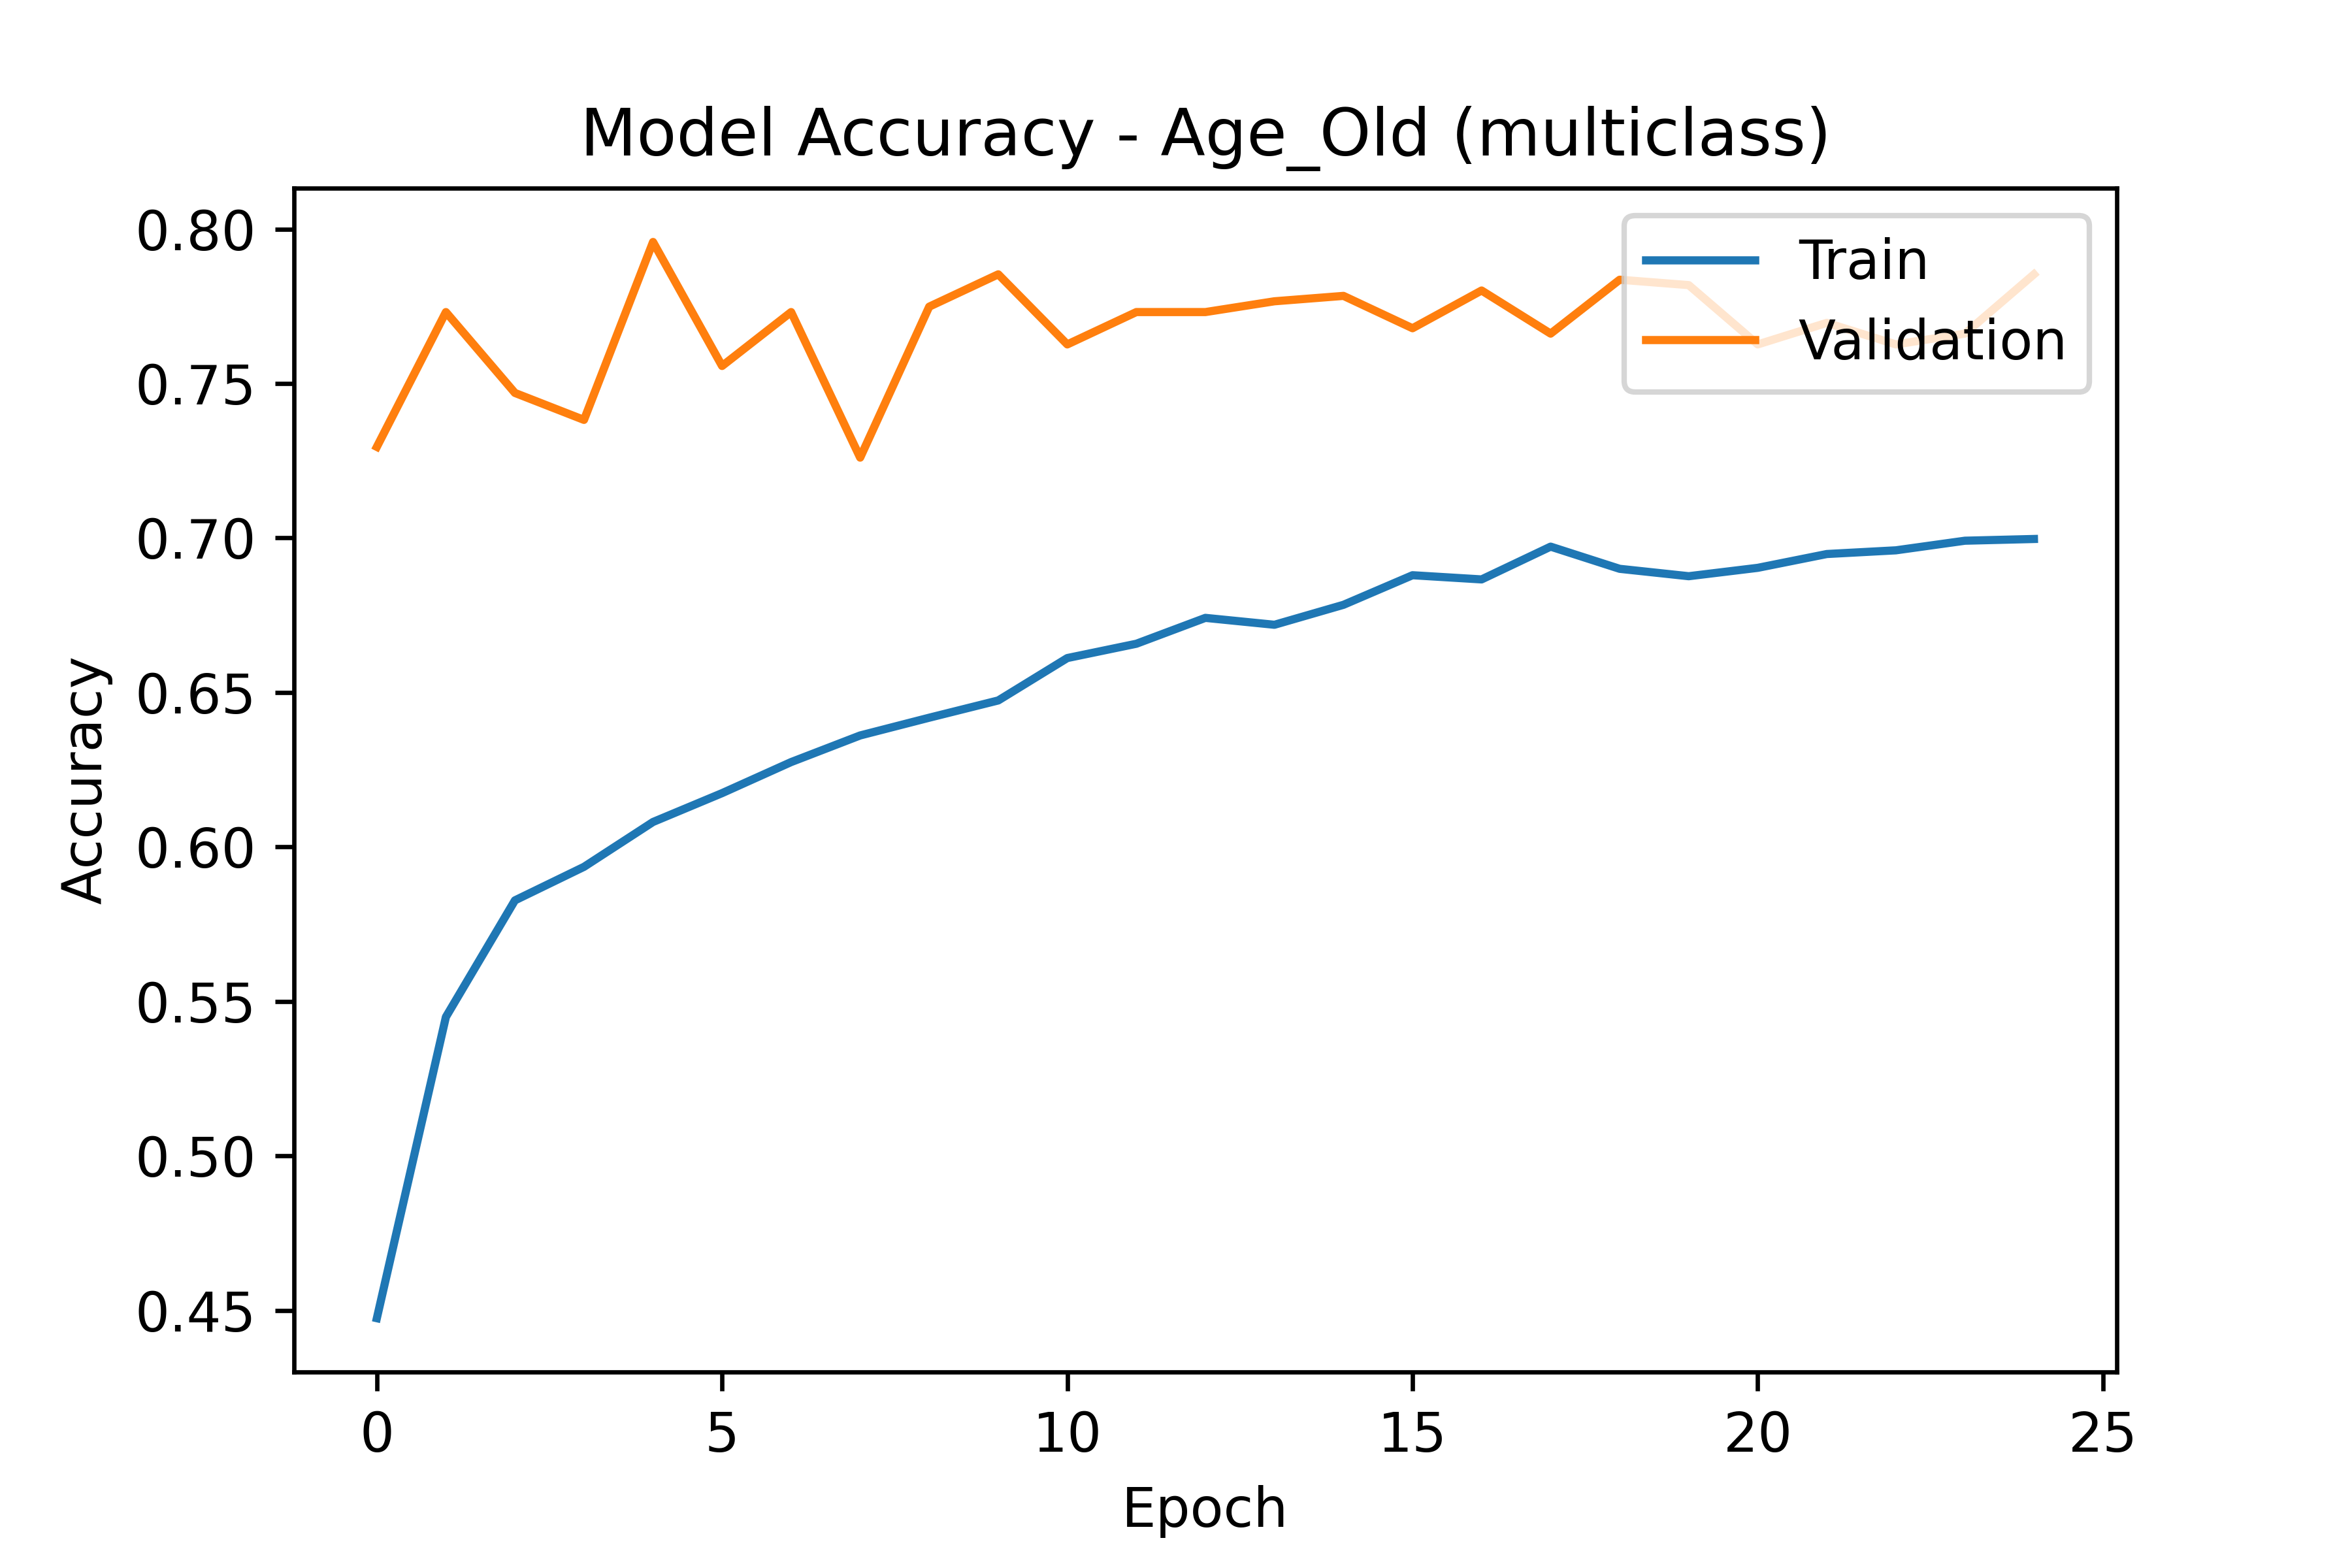 Model Accuracy - Age_Old (multiclass)
Train
Validation
0.80
0.75
0.70
0.65
0.60
0.55
0.50
0.45
Accuracy
0 5 10 15 20 25
Epoch